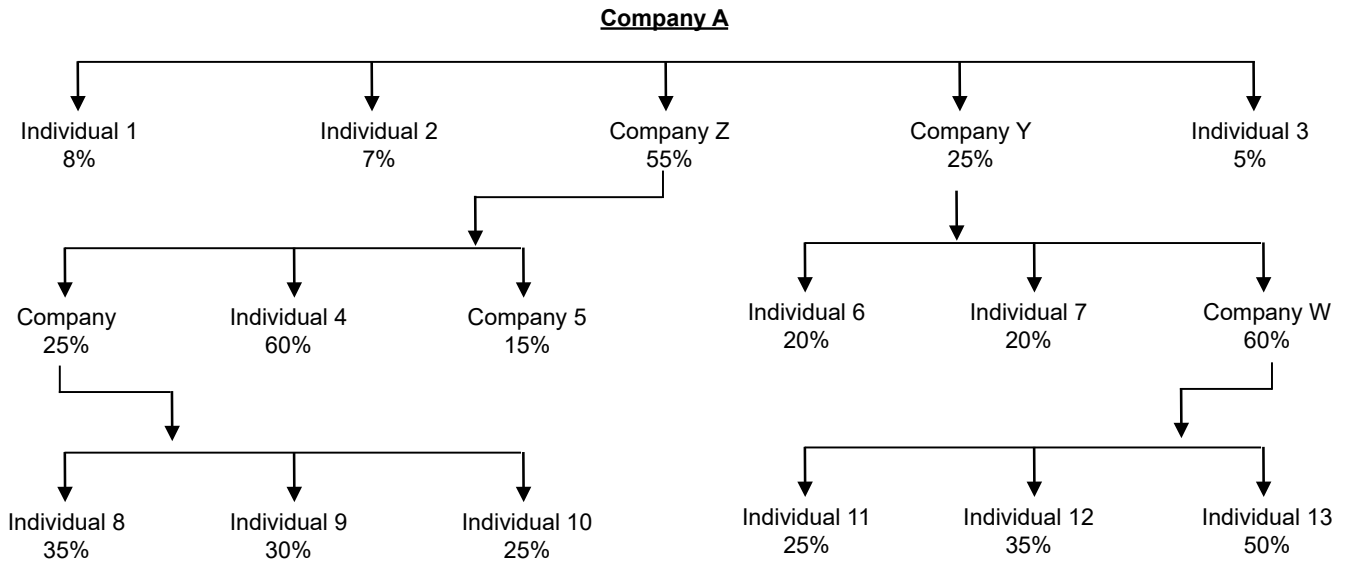 Company A
Individual 1
8%
Individual 2
7%
Company Z
55%
Company Y
25%
Individual 3
5%
Company
25%
Individual 4
60%
Company 5
15%
Individual 6
20%
Individual 7
20%
Company W
60%
Individual 8
35%
Individual 9
30%
Individual 10
25%
Individual 11
25%
Individual 12
35%
Individual 13
50%